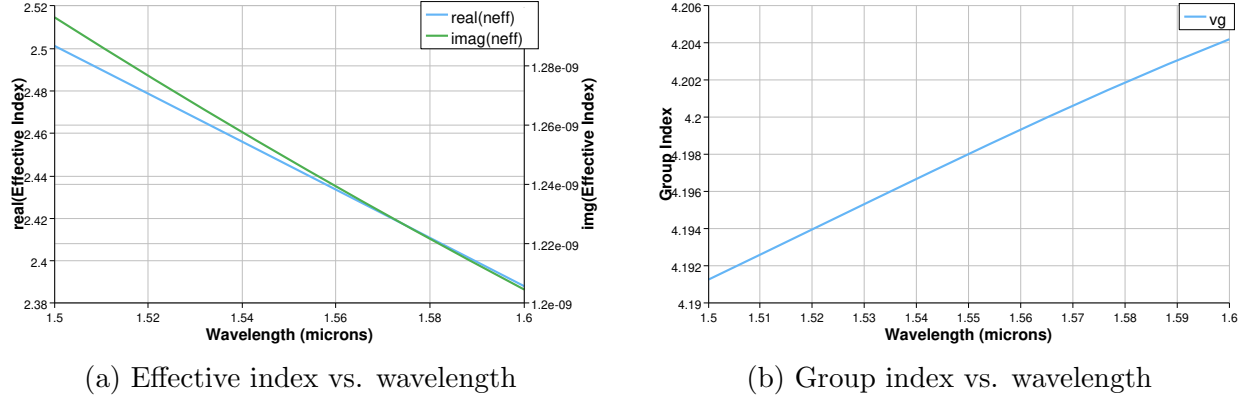 2.52
2.5
2.48
2.46
2.44
2.42
2.4
2.38
real(Effective Index)
real(neff)
imag(neff)
1.28e-09
1.26e-09
1.24e-09
1.22e-09
1.2e-09
img(Effective Index)
1.5 1.52 1.54 1.56 1.58 1.6
Wavelength (microns)
(a) Effective index vs. wavelength
4.206
4.204
4.202
4.2
4.198
4.196
4.194
4.192
4.19
Group Index
vg
1.5 1.51 1.52 1.53 1.54 1.55 1.56 1.57 1.58 1.59 1.6
Wavelength (microns)
(b) Group index vs. wavelength